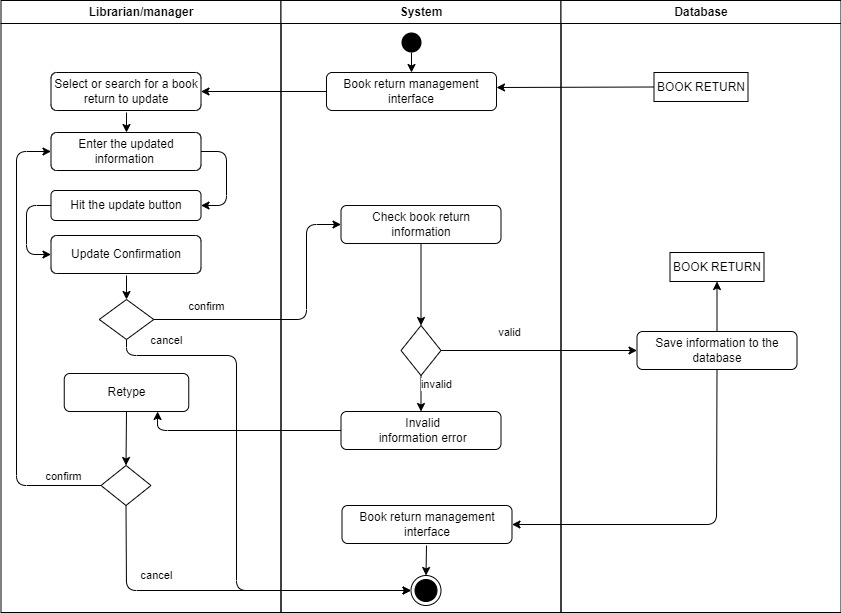 Librarian/manager
System
Database
Select or search for a book
return to update
Book return management
interface
BOOK RETURN
Enter the updated
information
Hit the update button
Check book return
information
Update Confirmation
BOOK RETURN
confirm
cancel
valid
Save information to the
database
invalid
Retype
Invalid
information error
confirm
Book return management
interface
cancel